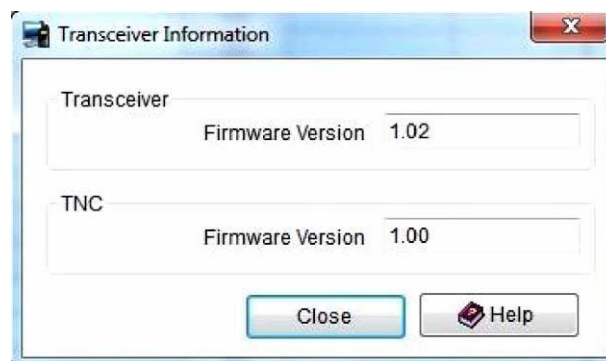 Transceiver Information
Transceiver
Firmware Version 1.02
TNC
Firmware Version 1.00
Close Help